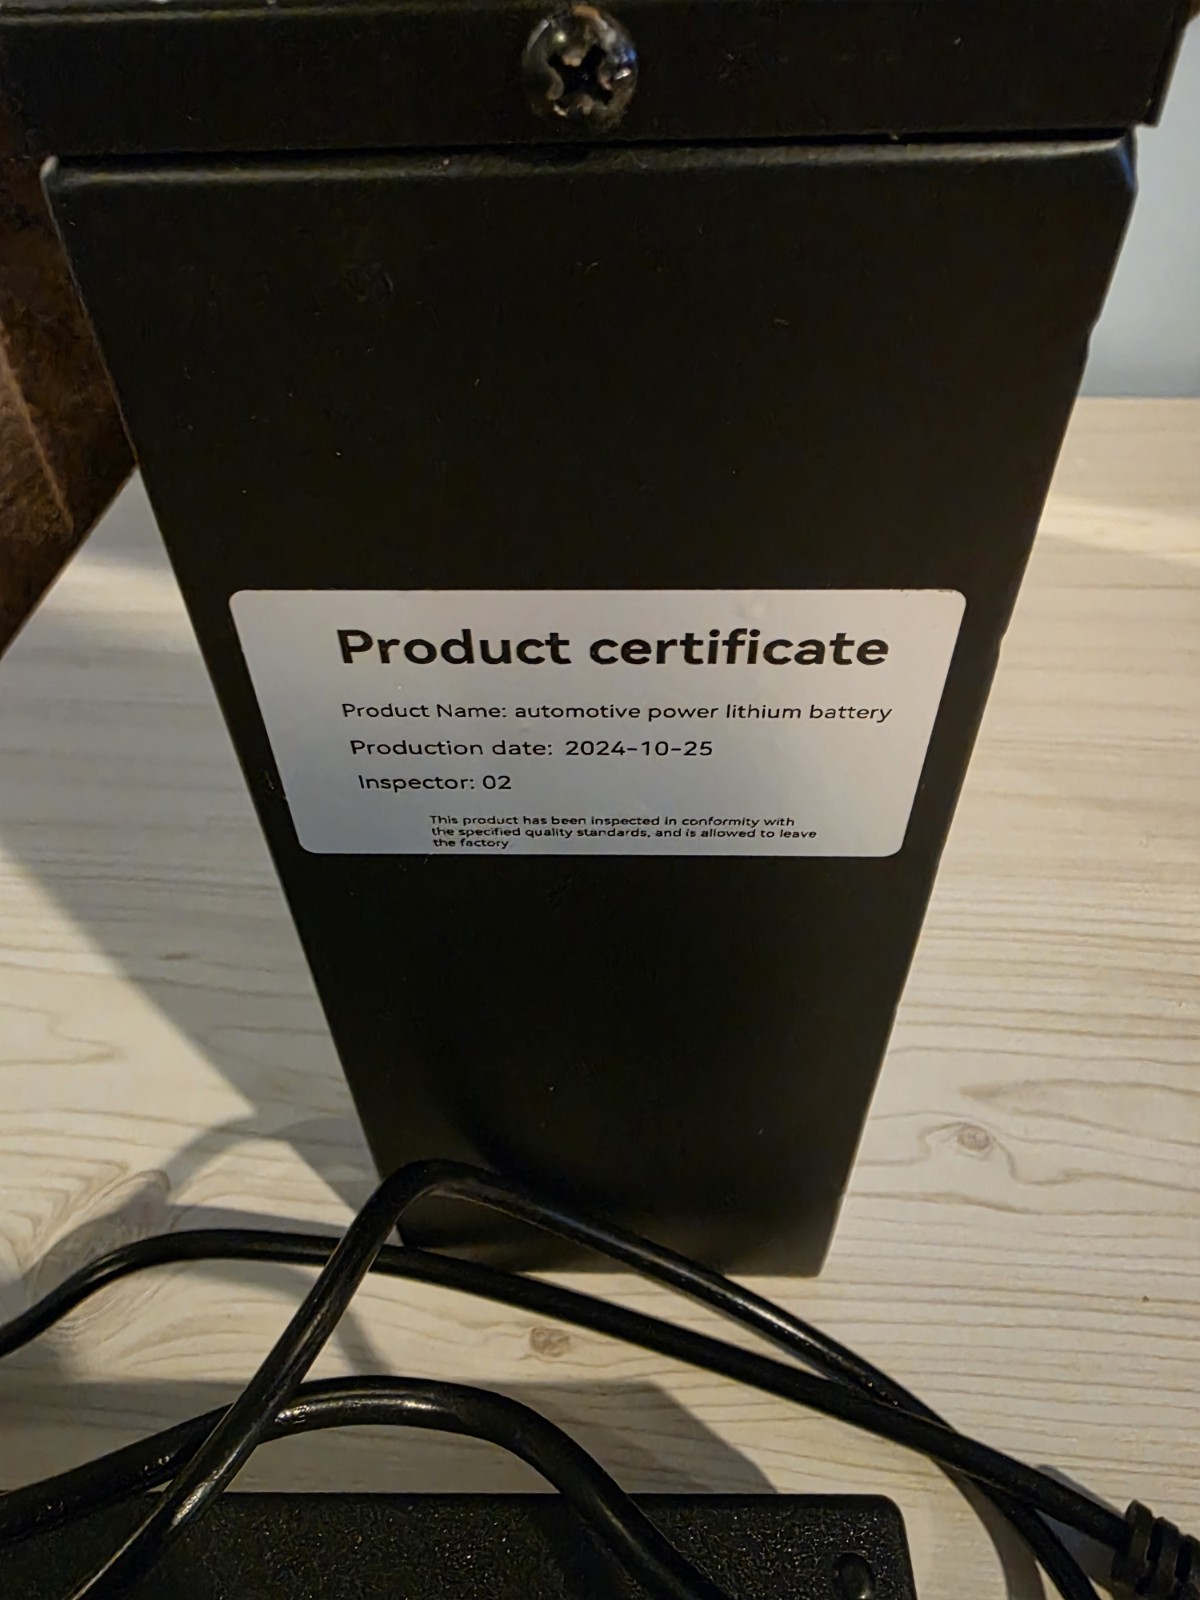 Product certificate
Product Name: automotive power lithium battery
Production date: 2024-10-25
Inspector: 02
This product has been inspected in conformity with
the specified quality standards, and is allowed to leave
the factory